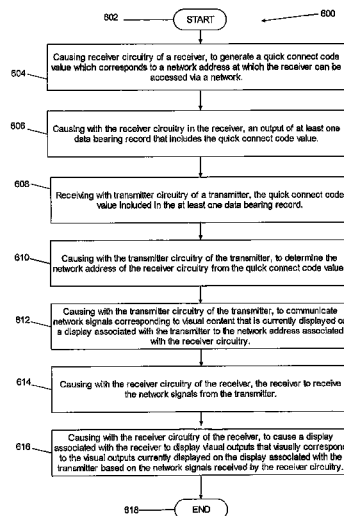 602
START
600
604
Causing receiver circuitry of a receiver, to generate a quick connect code
value which corresponds to a network address at which the receiver can be
accessed via a network.
606
Causing with the receiver circuitry in the receiver, an output of at least one
data bearing record that includes the quick connect code value.
608
Receiving with transmitter circuitry of a transmitter, the quick connect code
value included in the at least one data bearing record.
610
Causing with the transmitter circuitry of the transmitter, to determine the
network address of the receiver circuitry from the quick connect code value
612
Causing with the transmitter circuitry of the transmitter, to communicate
network signals corresponding to visual content that is currently displayed on
a display associated with the transmitter to the network address associated
with the receiver circuitry.
614
Causing with the receiver circuitry of the receiver, the receiver to receive
the network signals from the transmitter.
616
Causing with the receiver circuitry of the receiver, to cause a display
associated with the receiver to display visual outputs that visually correspond
to the visual outputs currently displayed on the display associated with the
transmitter based on the network signals received by the receiver circuitry.
618
END